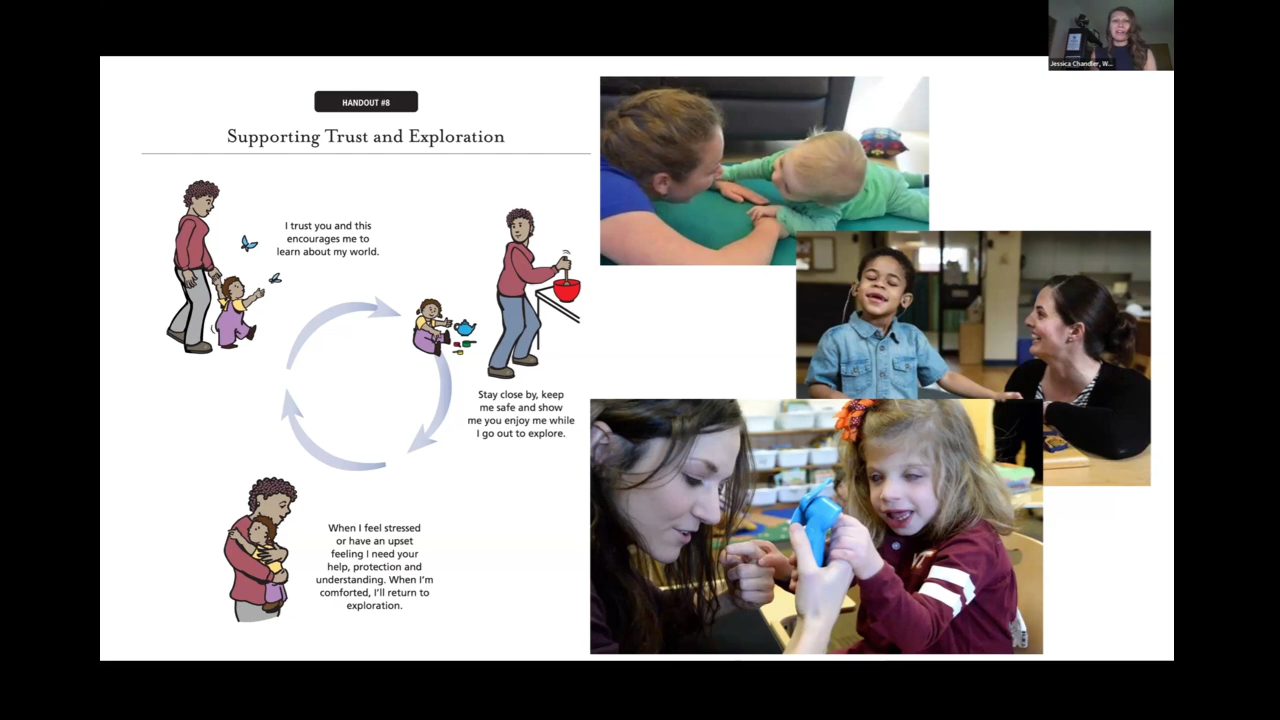 Jessica Chandler, W...
HANDOUT #8
Supporting Trust and Exploration
I trust you and this
encourages me to
learn about my world.
Stay close by, keep
me safe and show
me you enjoy me while
I go out to explore.
When I feel stressed
or have an upset
feeling I need your
help, protection and
understanding. When I'm
comforted, I'll return to
exploration.